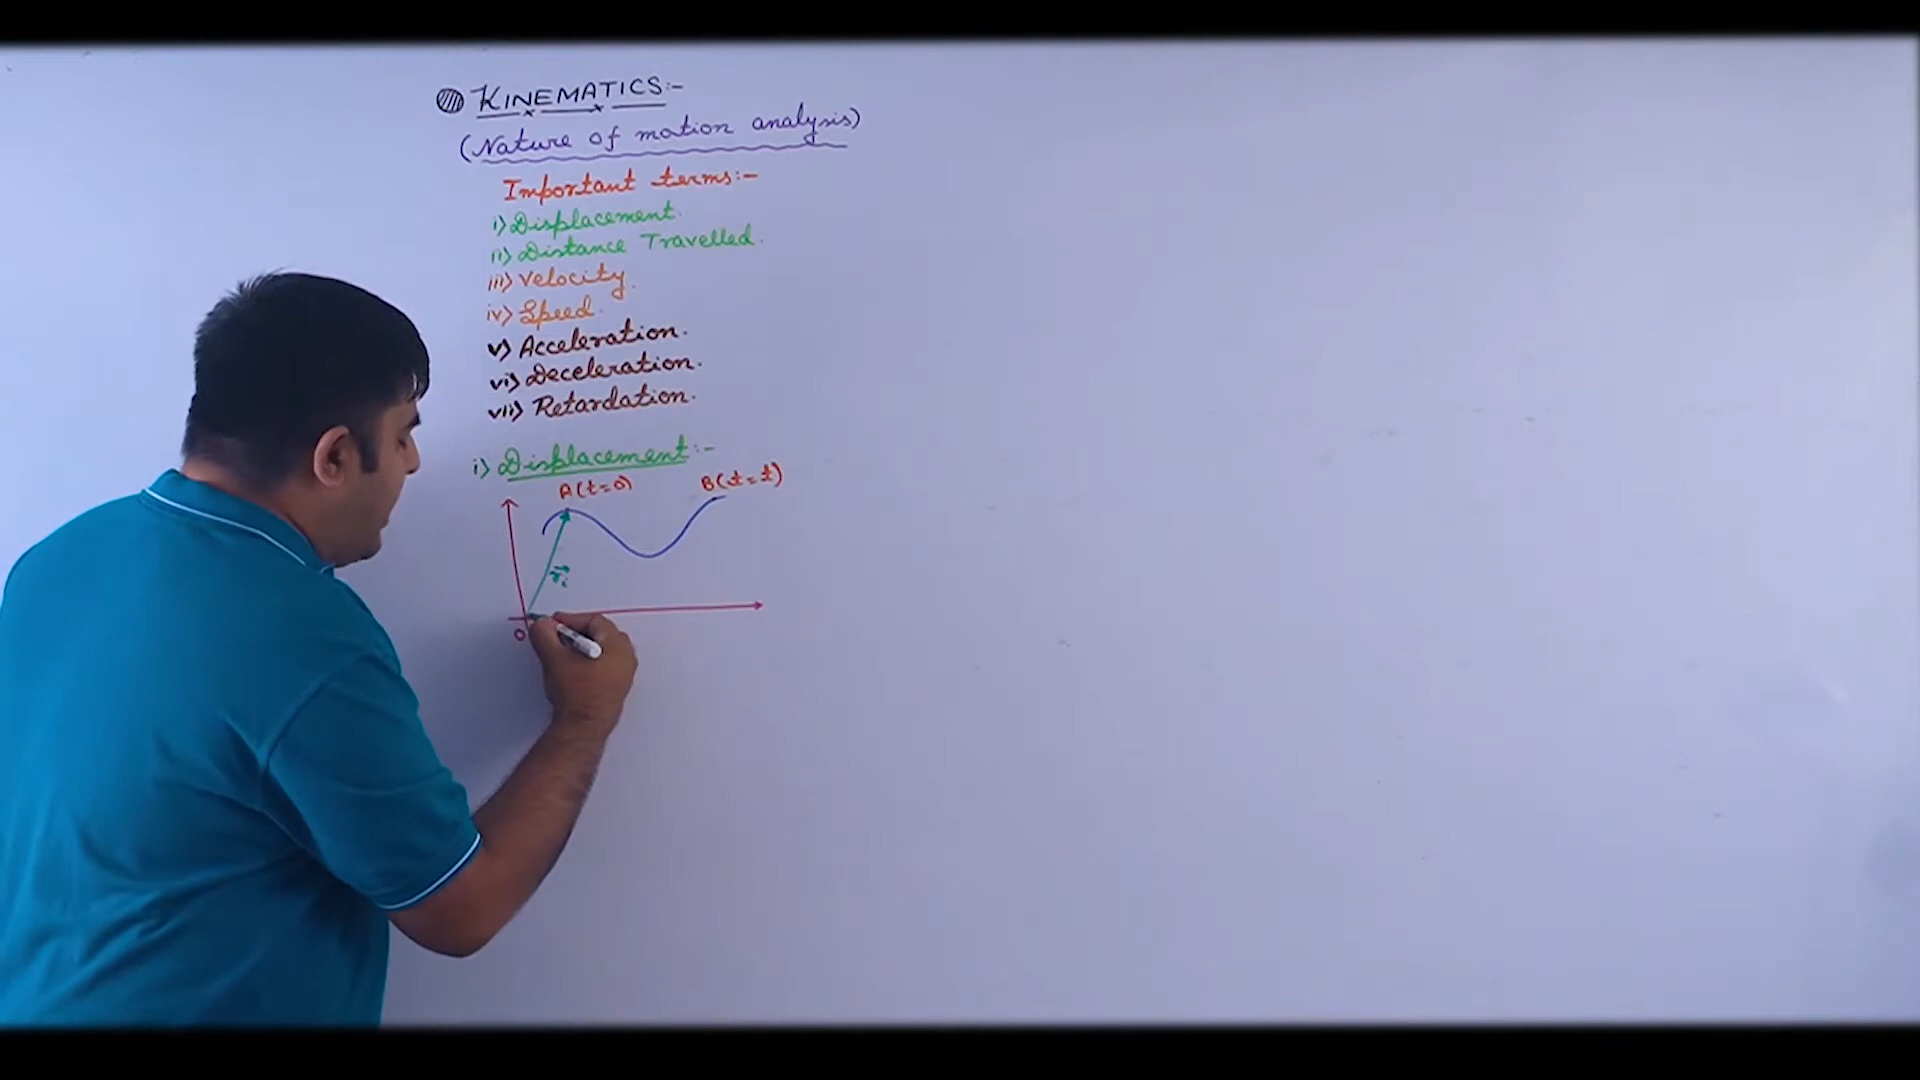 KINEMATICS:-
(Nature of motion analysis)
Important terms:-
i) Displacement.
ii) Distance Travelled.
iii) Velocity.
iv) Speed.
v) Acceleration.
vi) Deceleration.
vii) Retardation.
i) Displacement:-
A(t=0) B(t=t)
r⃗i
O